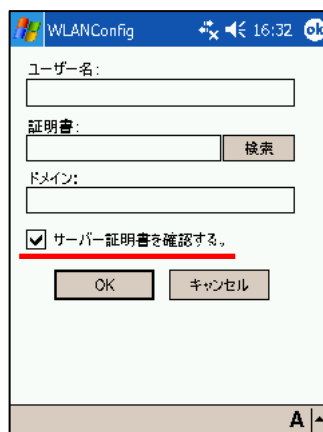 WLANConfig 16:32 ok
ユーザー名:
証明書:
検索
ドメイン:
サーバー証明書を確認する。
OK キャンセル
A